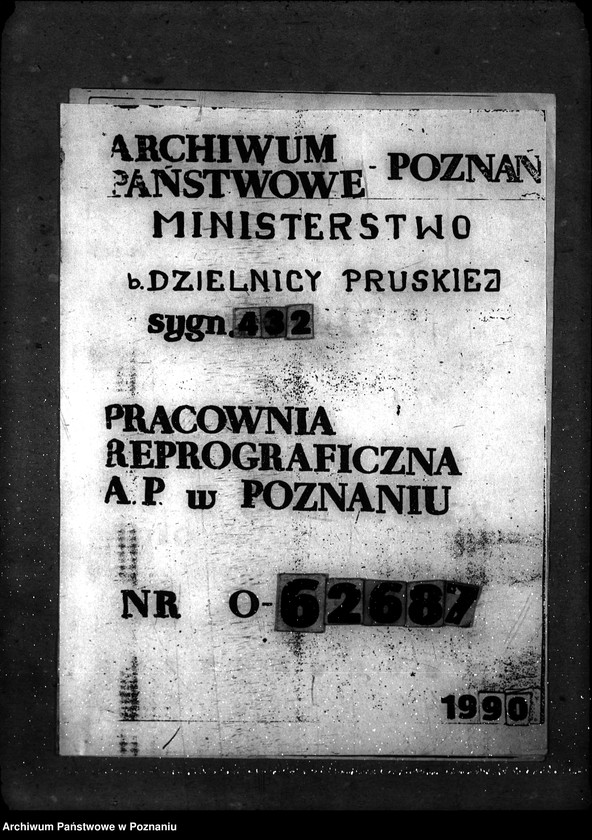 ARCHIWUM
PAŃSTWOWE - POZNAŃ
MINISTERSTWO
b. DZIELNICY PRUSKIEJ
sygn. 432
PRACOWNIA
REPROGRAFICZNA
A.P. w POZNANIU
NR O-62687
1990
Archiwum Państwowe w Poznaniu